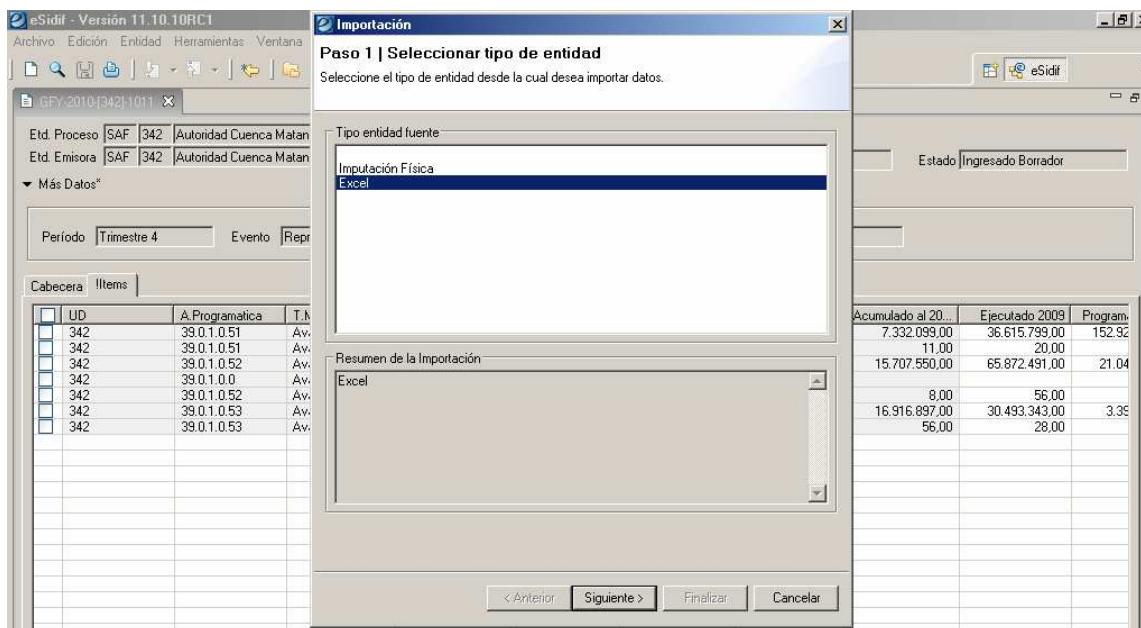 eSidif - Versión 11.10.10RC1
Archivo Edición Entidad Herramientas Ventana
eSidif
GFY-2010-[342]-1011
Etd. Proceso SAF 342 Autoridad Cuenca Matan
Etd. Emisora SAF 342 Autoridad Cuenca Matan
Estado Ingresado Borrador
Más Datos*
Período Trimestre 4 Evento Repr
Cabecera !Items
UD A.Programatica T.M Acumulado al 20... Ejecutado 2009 Program
342 39.0.1.0.51 Av 7.332.099,00 36.615.799,00 152.92
342 39.0.1.0.51 Av 11,00 20,00
342 39.0.1.0.52 Av 15.707.550,00 65.872.491,00 21.04
342 39.0.1.0.0 Av
342 39.0.1.0.52 Av 8,00 56,00
342 39.0.1.0.53 Av 16.916.897,00 30.493.343,00 3.39
342 39.0.1.0.53 Av 56,00 28,00
Importación
Paso 1 | Seleccionar tipo de entidad
Seleccione el tipo de entidad desde la cual desea importar datos.
Tipo entidad fuente
Imputación Física
Excel
Resumen de la Importación
Excel
< Anterior Siguiente > Finalizar Cancelar